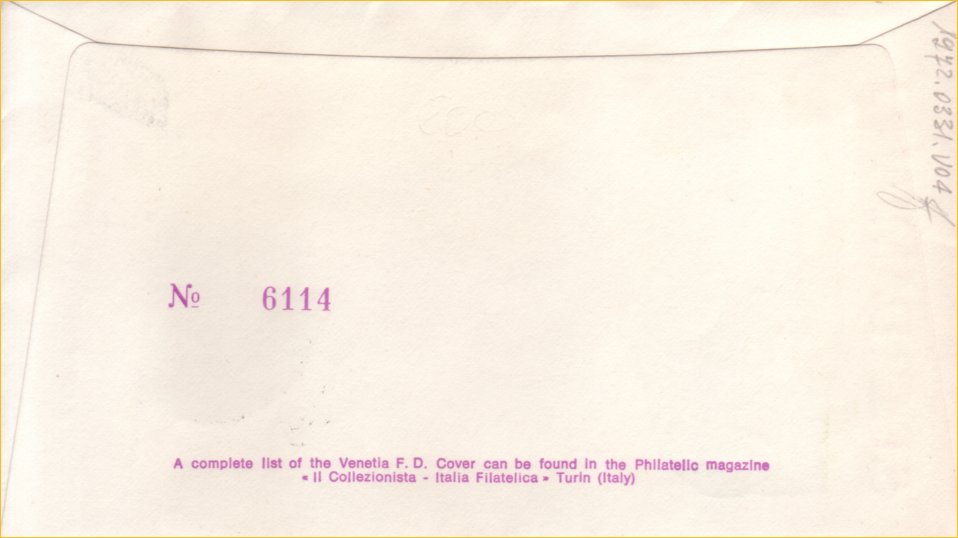 № 6114
A complete list of the Venetia F. D. Cover can be found in the Philatelic magazine
« Il Collezionista - Italia Filatelica » Turin (Italy)
1972.0331.V04